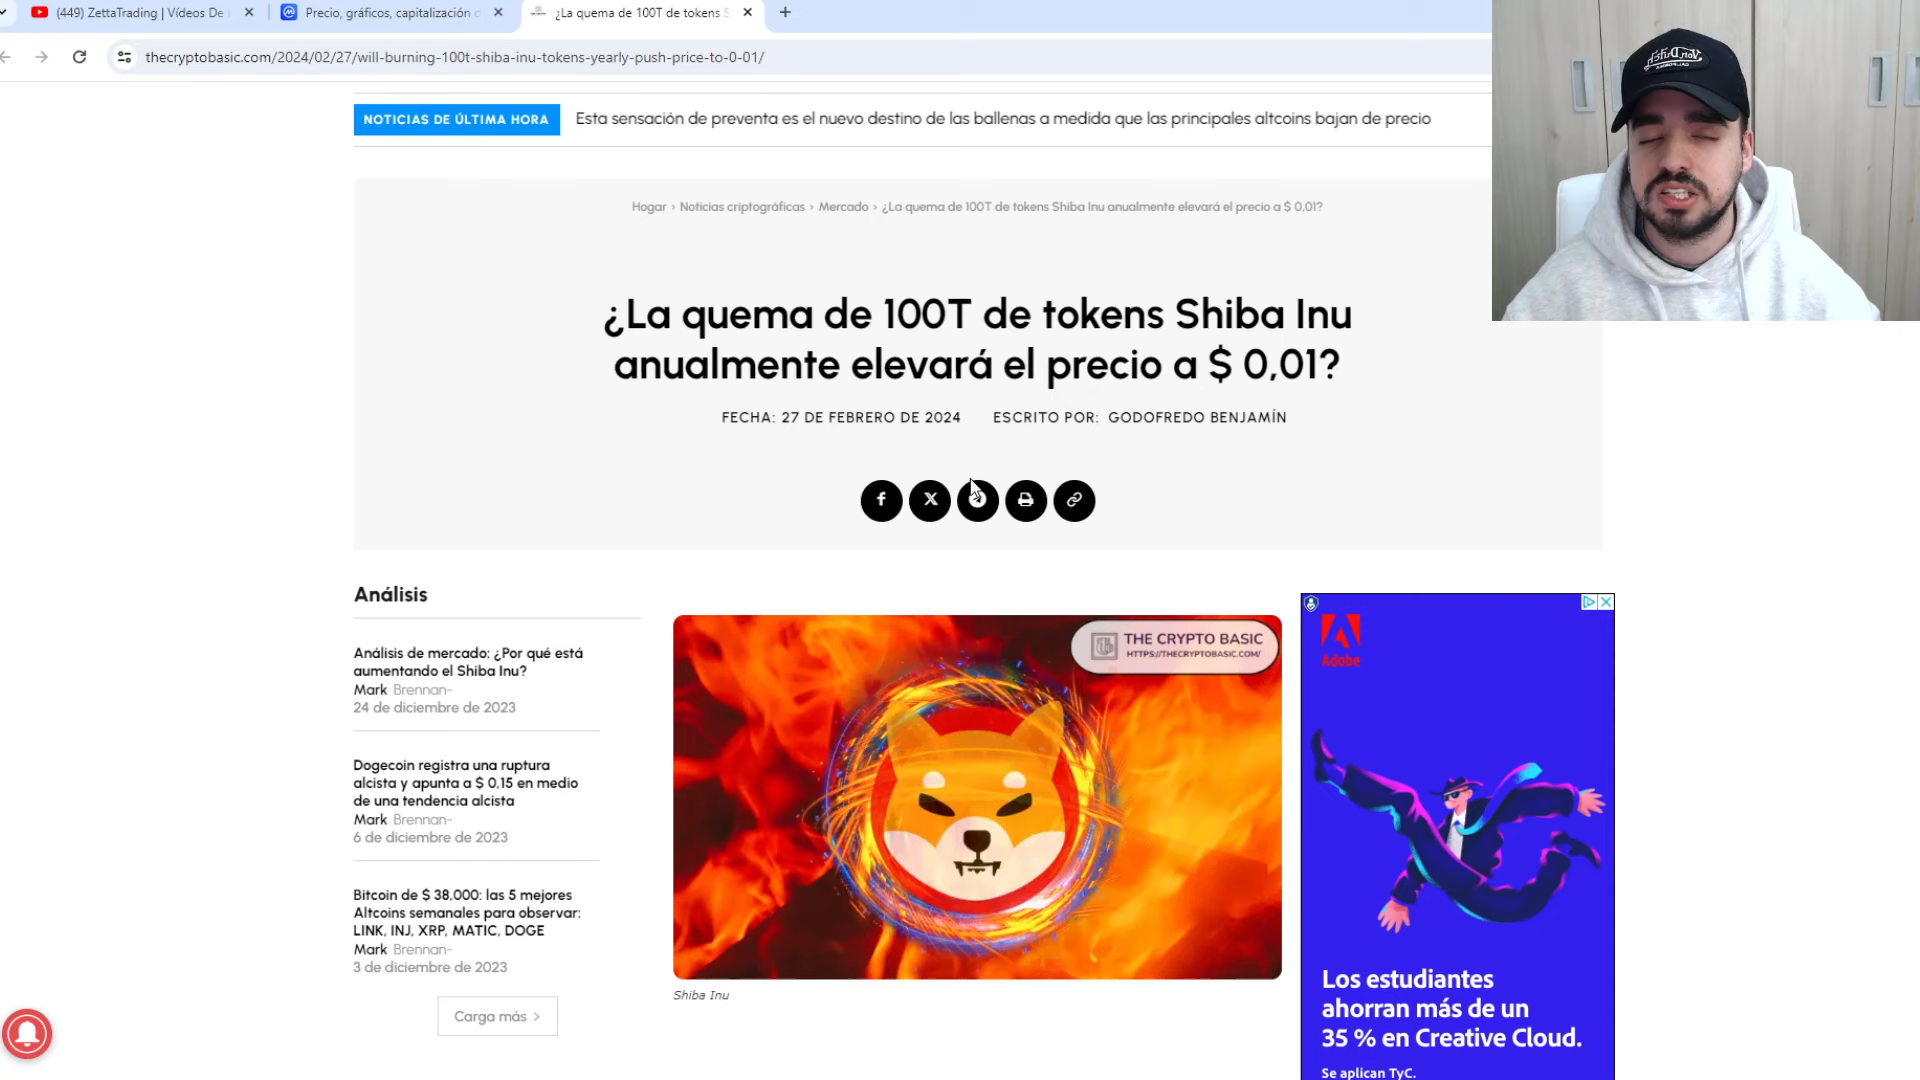 (449) ZettaTrading | Vídeos De
Precio, gráficos, capitalización
¿La quema de 100T de tokens S
thecryptobasic.com/2024/02/27/will-burning-100t-shiba-inu-tokens-yearly-push-price-to-0-01/
Von Dutch
NOTICIAS DE ÚLTIMA HORA
Esta sensación de preventa es el nuevo destino de las ballenas a medida que las principales altcoins bajan de precio
Hogar › Noticias criptográficas › Mercado › ¿La quema de 100T de tokens Shiba Inu anualmente elevará el precio a $ 0,01?
¿La quema de 100T de tokens Shiba Inu
anualmente elevará el precio a $ 0,01?
FECHA: 27 DE FEBRERO DE 2024
ESCRITO POR: GODOFREDO BENJAMÍN
Análisis
Análisis de mercado: ¿Por qué está
aumentando el Shiba Inu?
Mark Brennan-
24 de diciembre de 2023
Dogecoin registra una ruptura
alcista y apunta a $ 0,15 en medio
de una tendencia alcista
Mark Brennan-
6 de diciembre de 2023
Bitcoin de $ 38,000: las 5 mejores
Altcoins semanales para observar:
LINK, INJ, XRP, MATIC, DOGE
Mark Brennan-
3 de diciembre de 2023
Carga más >
THE CRYPTO BASIC
HTTPS://THECRYPTOBASIC.COM/
Shiba Inu
Adobe
Los estudiantes
ahorran más de un
35 % en Creative Cloud.
Se aplican TyC.